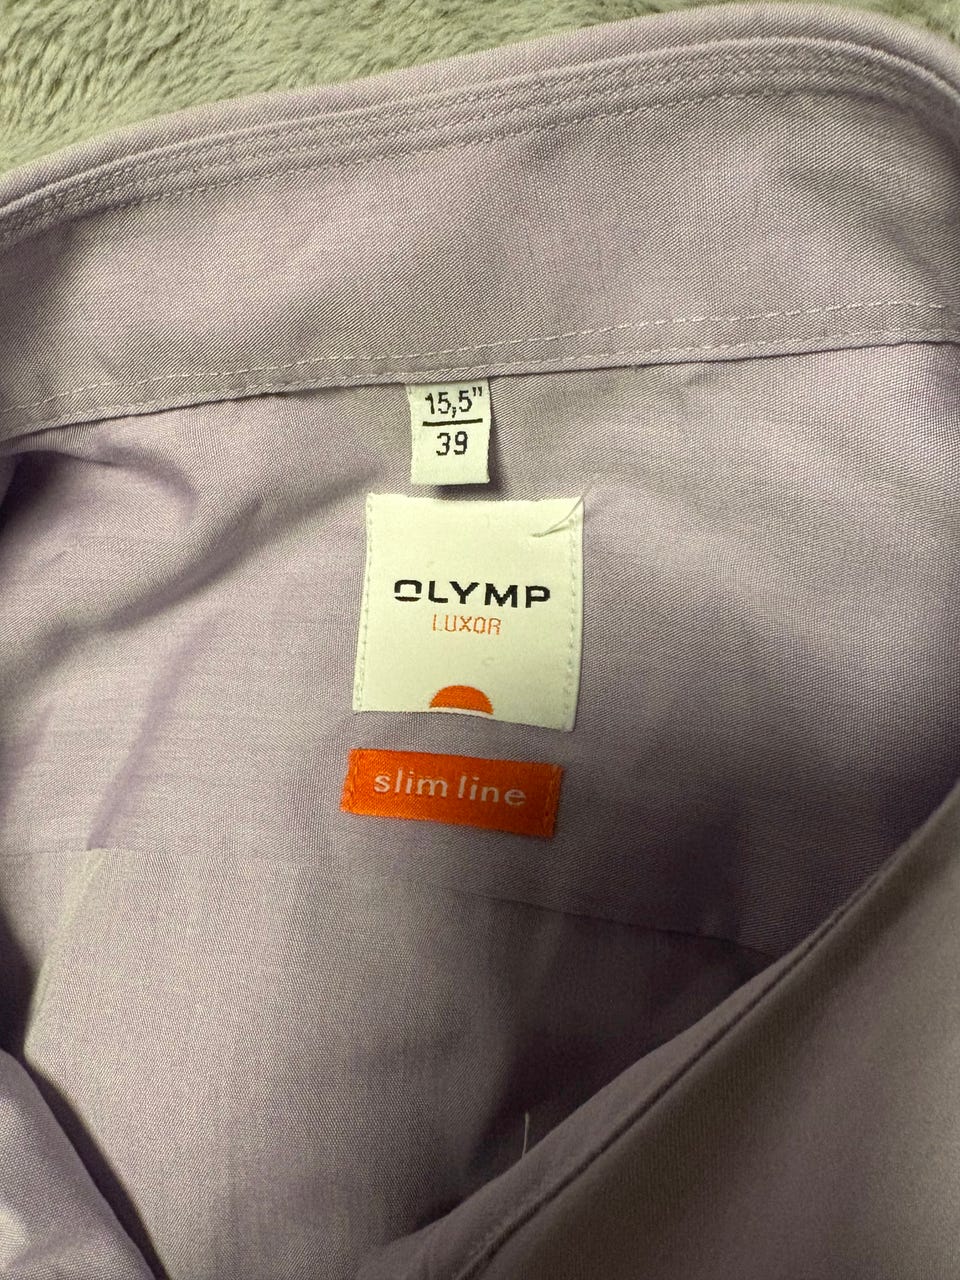 15,5"
39
OLYMP
LUXOR
slim line